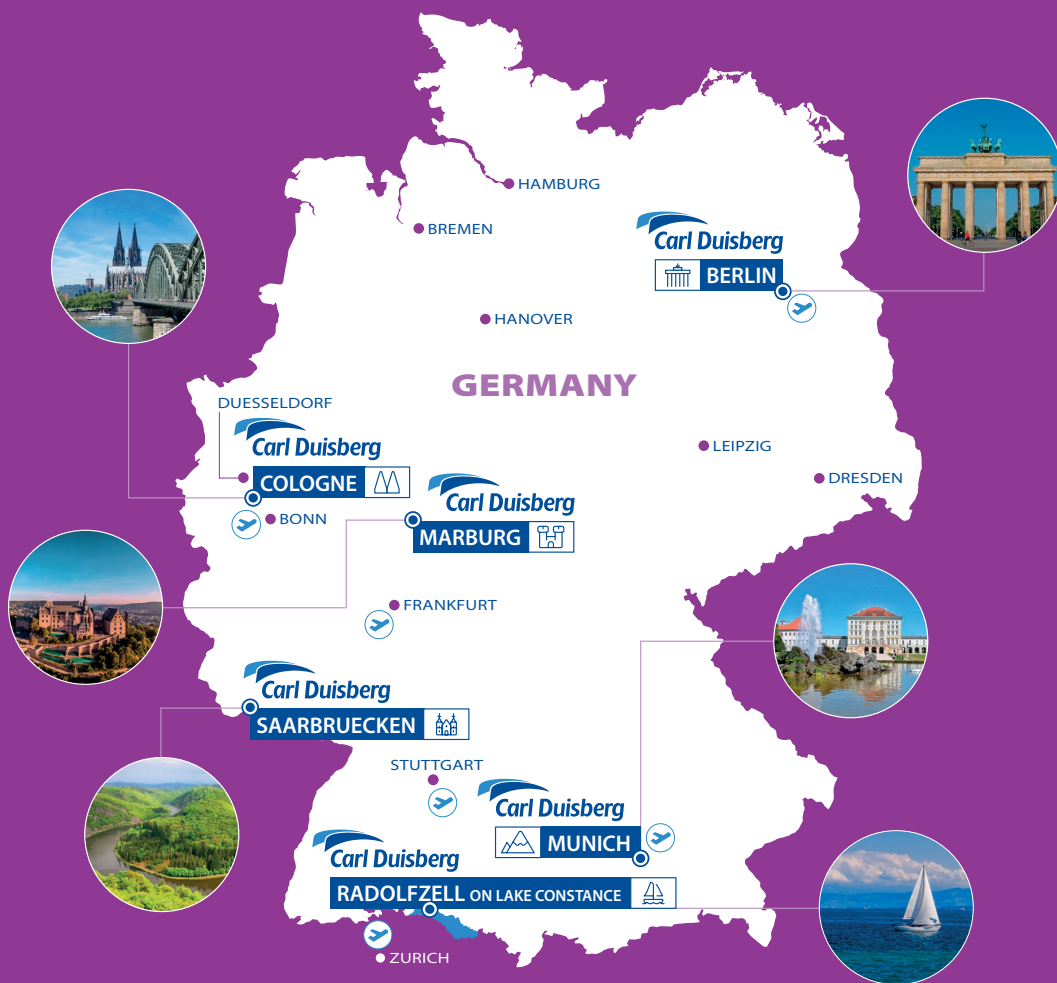 HAMBURG
BREMEN
Carl Duisberg
BERLIN
HANOVER
GERMANY
DUESSELDORF
Carl Duisberg
COLOGNE
LEIPZIG
DRESDEN
Carl Duisberg
MARBURG
BONN
FRANKFURT
Carl Duisberg
SAARBRUECKEN
STUTTGART
Carl Duisberg
MUNICH
Carl Duisberg
RADOLFZELL ON LAKE CONSTANCE
ZURICH